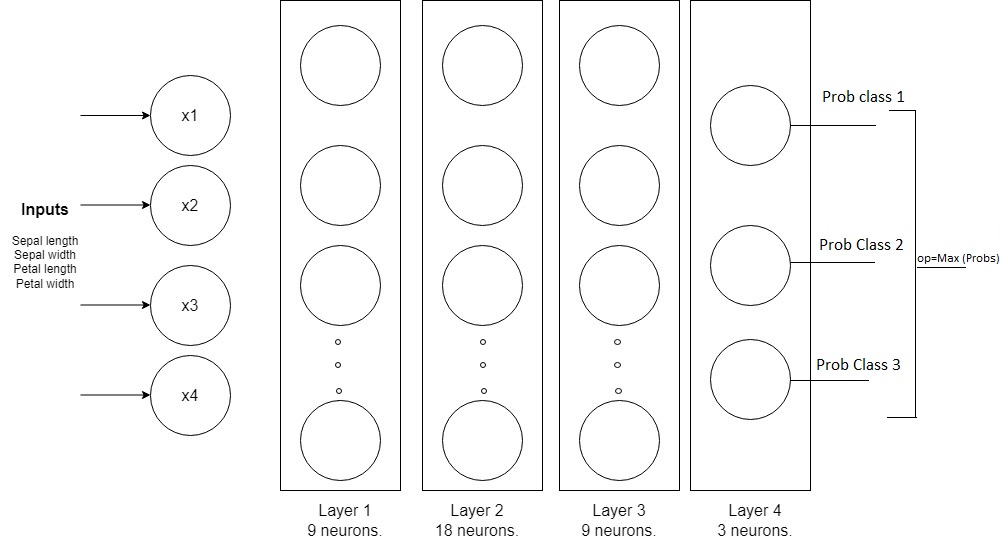 Inputs
Sepal length
Sepal width
Petal length
Petal width
x1
x2
x3
x4
Layer 1
9 neurons.
Layer 2
18 neurons.
Layer 3
9 neurons.
Layer 4
3 neurons.
Prob class 1
Prob Class 2
Prob Class 3
op=Max (Probs)